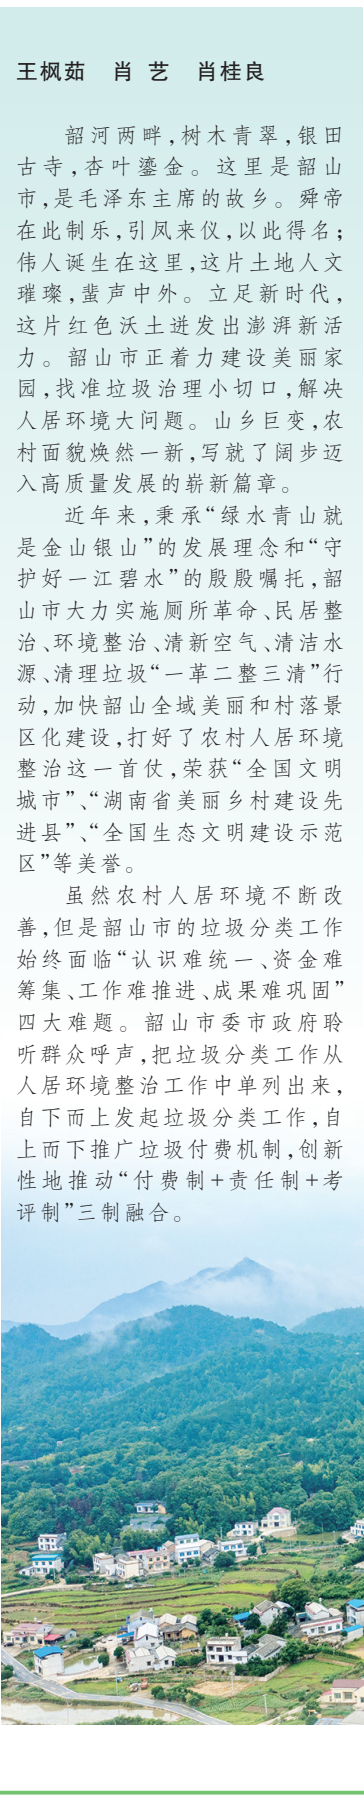 王枫茹 肖艺 肖桂良
韶河两畔,树木青翠,银田
古寺,杏叶鎏金。这里是韶山
市,是毛泽东主席的故乡。舜帝
在此制乐,引凤来仪,以此得名;
伟人诞生在这里,这片土地人文
璀璨,蜚声中外。立足新时代,
这片红色沃土迸发出澎湃新活
力。韶山市正着力建设美丽家
园,找准垃圾治理小切口,解决
人居环境大问题。山乡巨变,农
村面貌焕然一新,写就了阔步迈
入高质量发展的崭新篇章。
近年来,秉承“绿水青山就
是金山银山”的发展理念和“守
护好一江碧水”的殷殷嘱托,韶
山市大力实施厕所革命、民居整
治、环境整治、清新空气、清洁水
源、清理垃圾“一革二整三清”行
动,加快韶山全域美丽和村落景
区化建设,打好了农村人居环境
整治这一首仗,荣获“全国文明
城市”、“湖南省美丽乡村建设先
进县”、“全国生态文明建设示范
区”等美誉。
虽然农村人居环境不断改
善,但是韶山市的垃圾分类工作
始终面临“认识难统一、资金难
筹集、工作难推进、成果难巩固”
四大难题。韶山市委市政府聆
听群众呼声,把垃圾分类工作从
人居环境整治工作中单列出来,
自下而上发起垃圾分类工作,自
上而下推广垃圾付费机制,创新
性地推动“付费制+责任制+考
评制”三制融合。